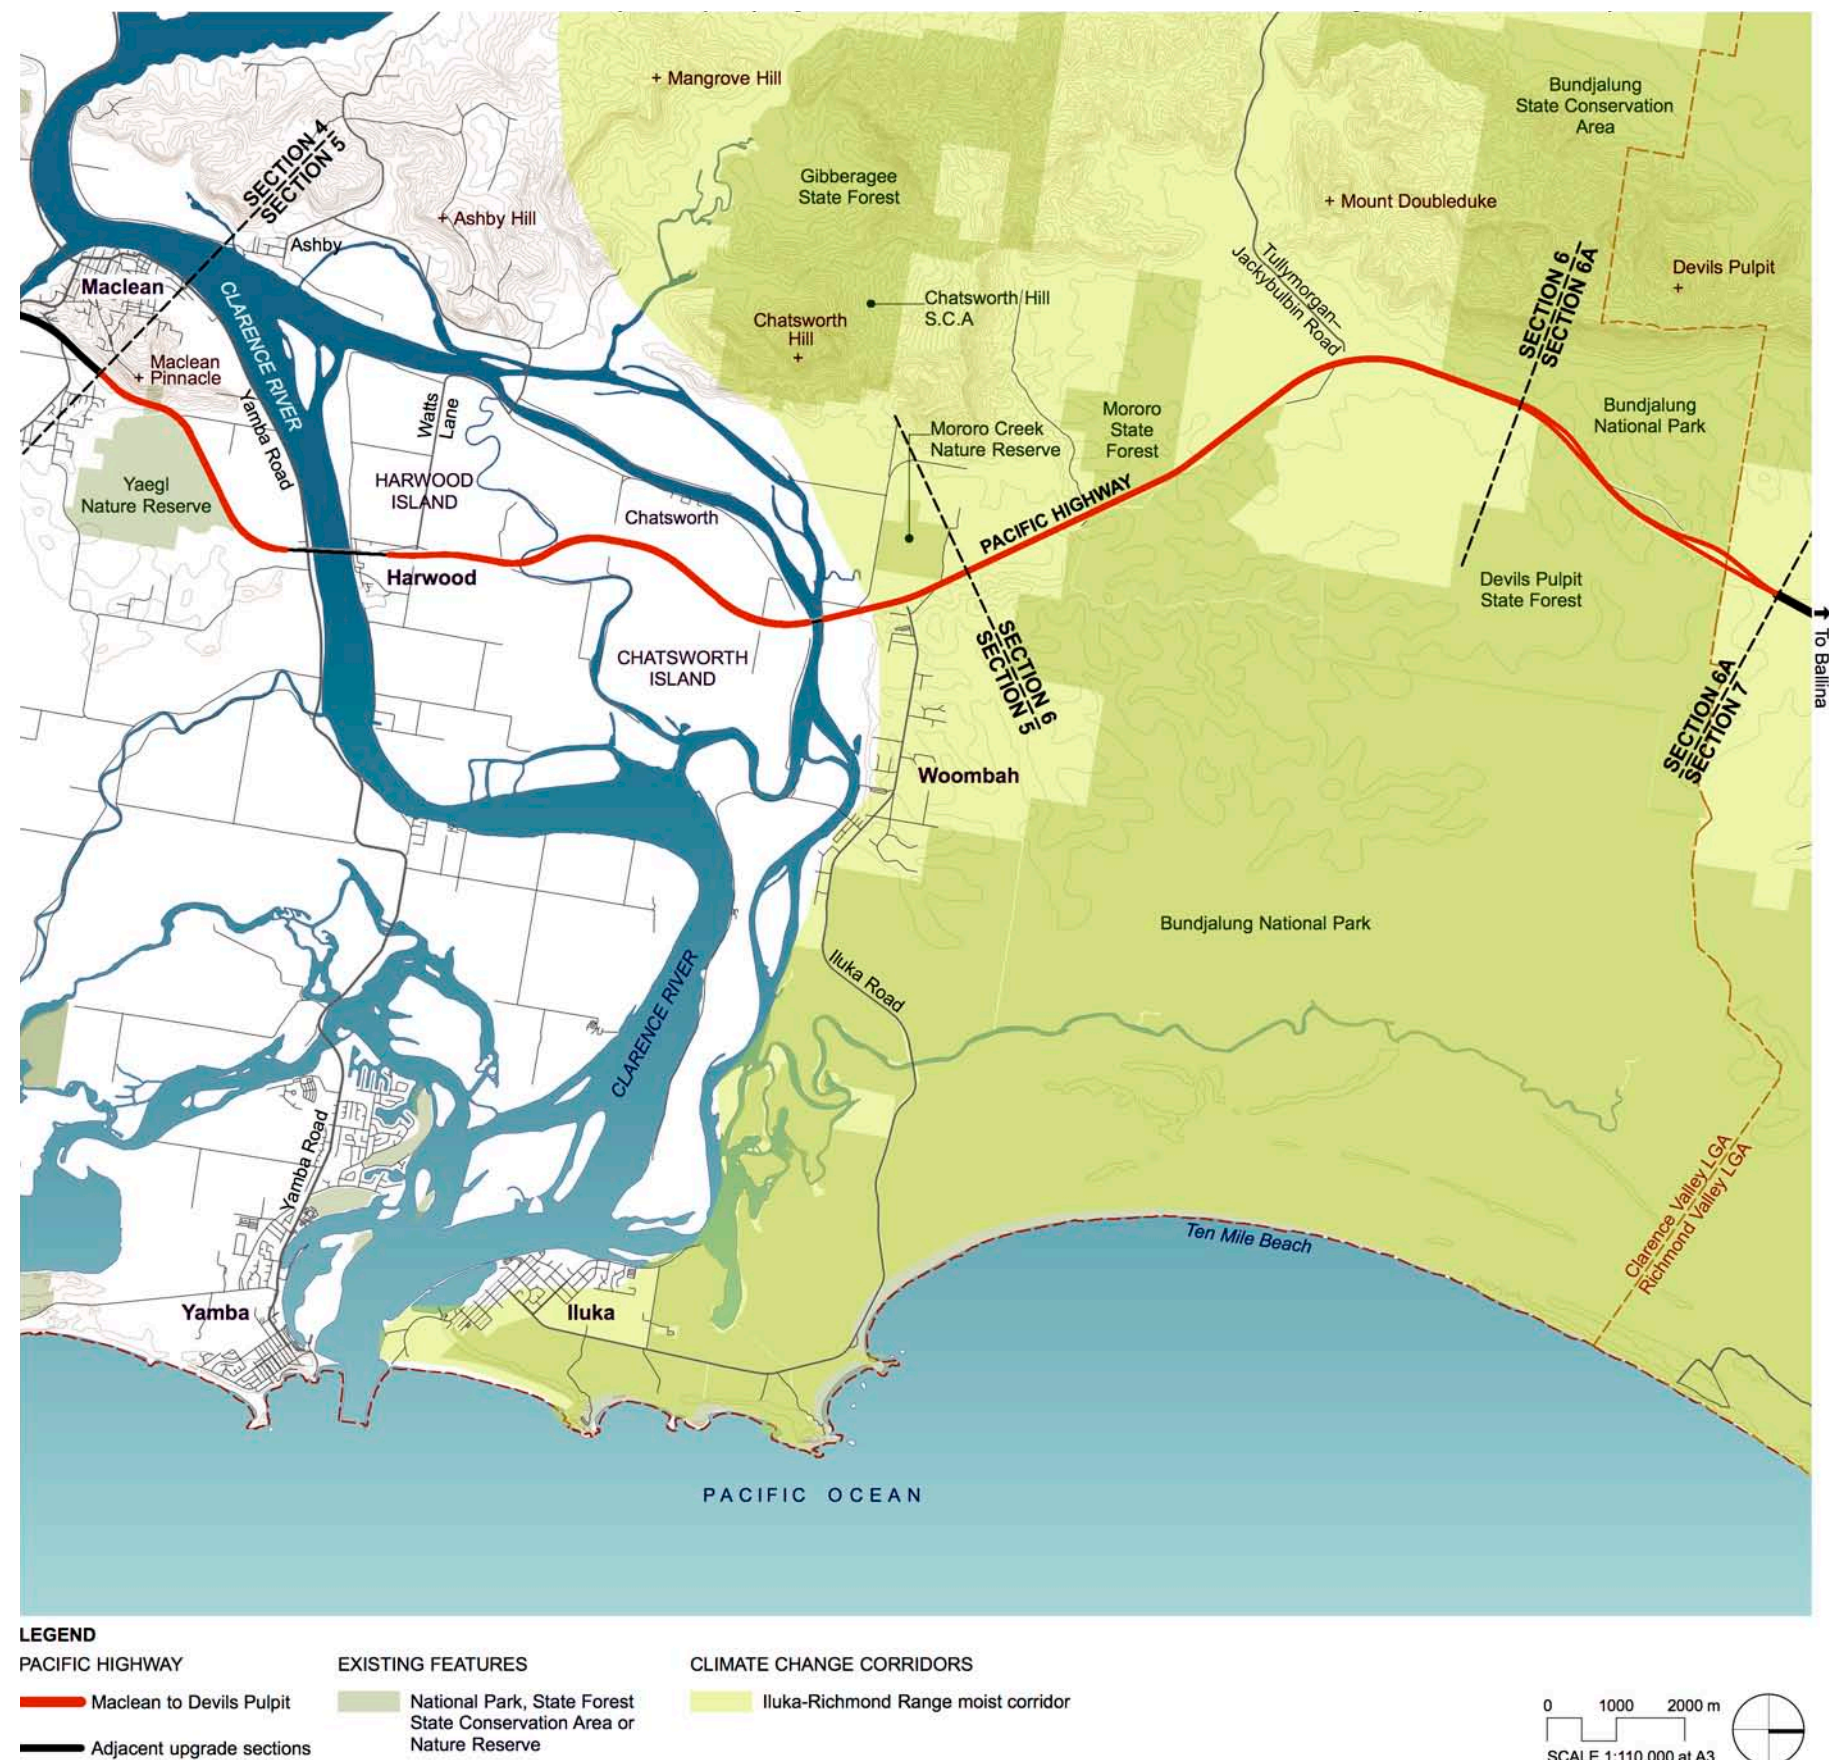 + Mangrove Hill
Bundjalung
State Conservation
Area
SECTION 4
SECTION 5
Gibberagee
State Forest
+ Mount Doubleduke
+ Ashby Hill
Ashby
Tullymorgan–
Jackybulbin Road
SECTION 6
SECTION 6A
Devils Pulpit
+
Maclean
CLARENCE RIVER
Chatsworth Hill
S.C.A
Chatsworth
Hill
+
Maclean
+ Pinnacle
Yamba Road
Watts
Lane
Mororo Creek
Nature Reserve
Mororo
State
Forest
Bundjalung
National Park
Yaegl
Nature Reserve
HARWOOD
ISLAND
Chatsworth
PACIFIC HIGHWAY
Harwood
Devils Pulpit
State Forest
To Ballina
CHATSWORTH
ISLAND
SECTION 6
SECTION 5
SECTION 6A
SECTION 7
Woombah
Bundjalung National Park
Iluka Road
CLARENCE RIVER
Yamba Road
Clarence Valley LGA
Richmond Valley LGA
Ten Mile Beach
Yamba
Iluka
PACIFIC OCEAN
LEGEND
PACIFIC HIGHWAY
Maclean to Devils Pulpit
Adjacent upgrade sections
EXISTING FEATURES
National Park, State Forest
State Conservation Area or
Nature Reserve
CLIMATE CHANGE CORRIDORS
Iluka-Richmond Range moist corridor
0 1000 2000 m
SCALE 1:110,000 at A3